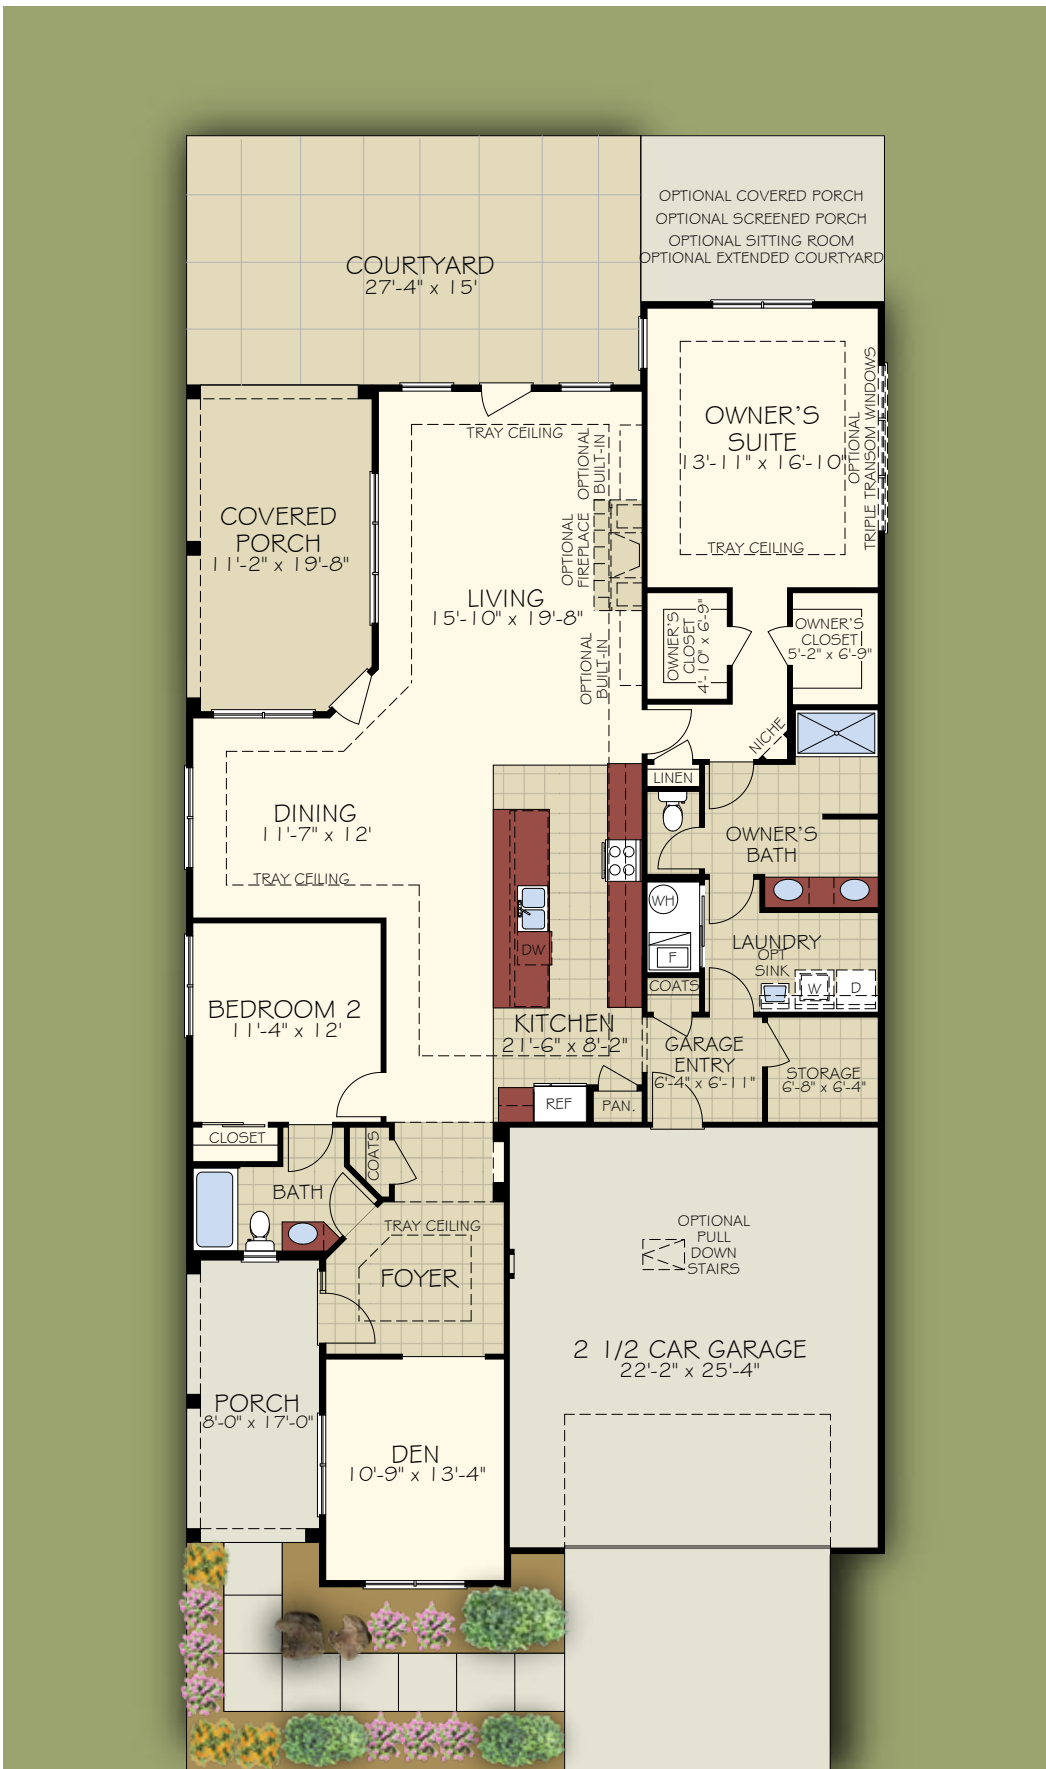 OPTIONAL COVERED PORCH
OPTIONAL SCREENED PORCH
OPTIONAL SITTING ROOM
OPTIONAL EXTENDED COURTYARD
COURTYARD
27'-4" x 15'
TRAY CEILING
OWNER'S
SUITE
13'-11" x 16'-10"
TRAY CEILING
OPTIONAL
TRIPLE TRANSOM WINDOWS
COVERED
PORCH
11'-2" x 19'-8"
OPTIONAL
BUILT-IN
OPTIONAL
FIREPLACE
LIVING
15'-10" x 19'-8"
OPTIONAL
BUILT-IN
OWNER'S
CLOSET
4'-10" x 6'-9"
OWNER'S
CLOSET
5'-2" x 6'-9"
NICHE
LINEN
DINING
11'-7" x 12'
TRAY CEILING
OWNER'S
BATH
WH
F
LAUNDRY
OPT
SINK
W
D
DW
COATS
BEDROOM 2
11'-4" x 12'
KITCHEN
21'-6" x 8'-2"
GARAGE
ENTRY
6'-4" x 6'-11"
STORAGE
6'-8" x 6'-4"
REF
PAN.
CLOSET
COATS
BATH
TRAY CEILING
FOYER
OPTIONAL
PULL
DOWN
STAIRS
2 1/2 CAR GARAGE
22'-2" x 25'-4"
PORCH
8'-0" x 17'-0"
DEN
10'-9" x 13'-4"